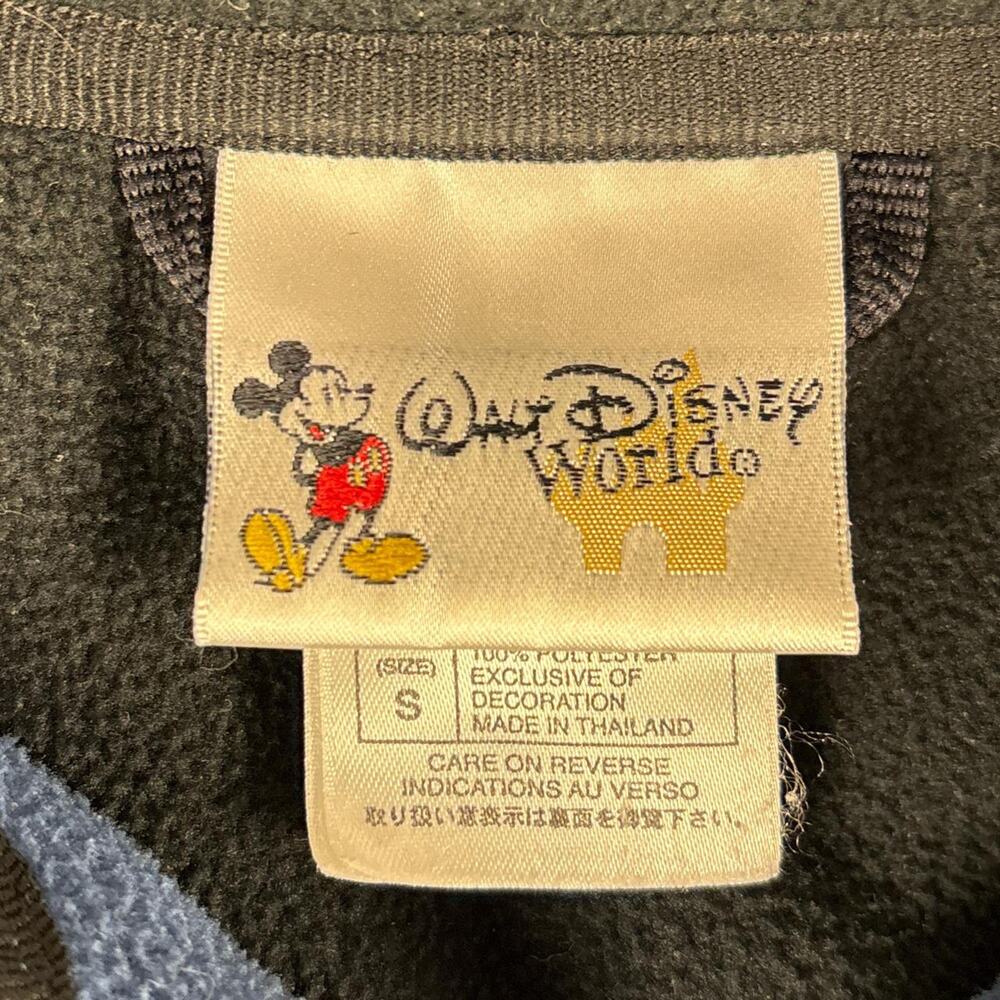 WALT DISNEY
World®
(SIZE)
S
100% POLYESTER
EXCLUSIVE OF
DECORATION
MADE IN THAILAND
CARE ON REVERSE
INDICATIONS AU VERSO
取り扱い意表示は裏面を御覧下さい。